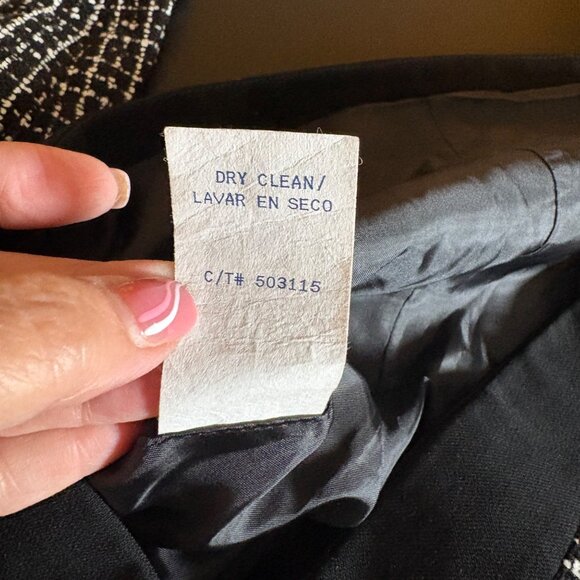 DRY CLEAN/
LAVAR EN SECO
C/T# 503115